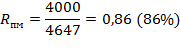 Rпм = 4000/4647 = 0,86 (86%)